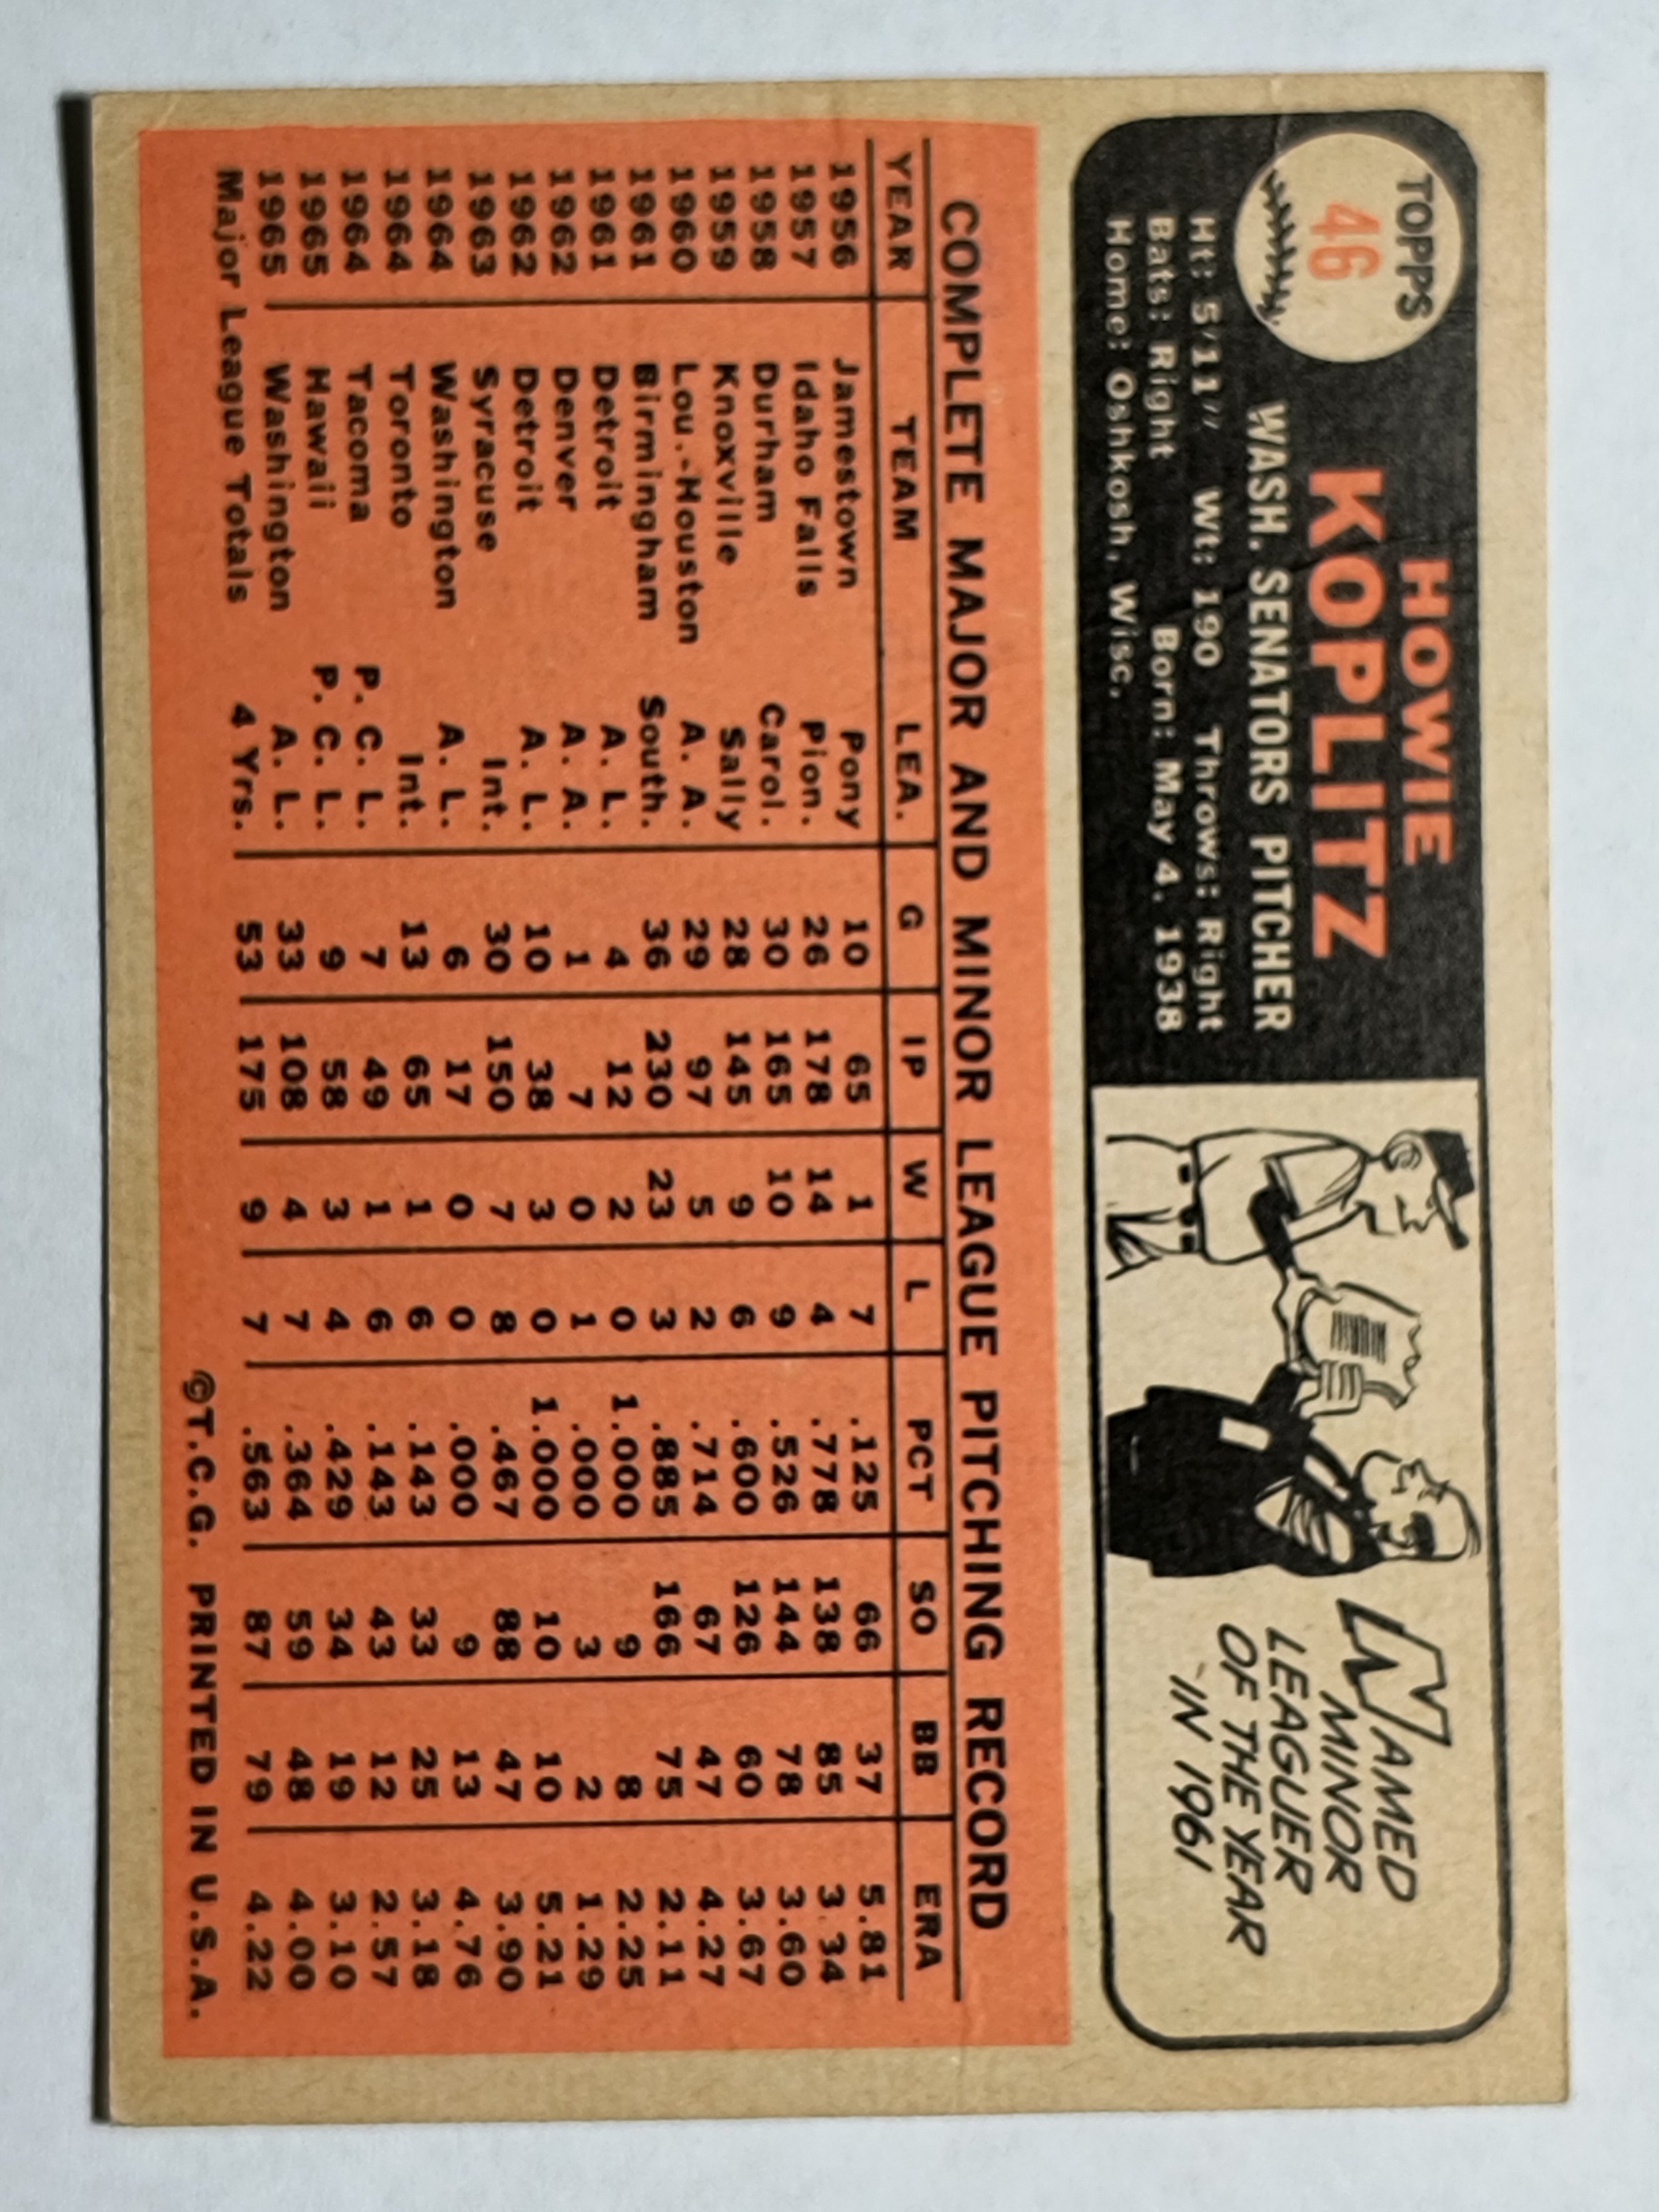 TOPPS
46
HOWIE
KOPLITZ
WASH. SENATORS PITCHER
Ht: 5'11" Wt: 190 Throws: Right
Bats: Right Born: May 4, 1938
Home: Oshkosh, Wisc.
NAMED
MINOR
LEAGUER
OF THE YEAR
IN 1961
COMPLETE MAJOR AND MINOR LEAGUE PITCHING RECORD
YEAR TEAM LEA. G IP W L PCT SO BB ERA
1956 Jamestown Pony 10 65 1 7 .125 66 37 5.81
1957 Idaho Falls Pion. 26 178 14 4 .778 138 85 3.34
1958 Durham Carol. 30 165 10 9 .526 144 78 3.60
1959 Knoxville Sally 28 145 9 6 .600 126 60 3.67
1960 Lou.-Houston A. A. 29 97 5 2 .714 67 47 4.27
1961 Birmingham South. 36 230 23 3 .885 166 75 2.11
1961 Detroit A. L. 4 12 2 0 1.000 9 8 2.25
1962 Denver A. A. 1 7 0 1 .000 3 2 1.29
1962 Detroit A. L. 10 38 3 0 1.000 10 10 5.21
1963 Syracuse Int. 30 150 7 8 .467 88 47 3.90
1964 Washington A. L. 6 17 0 0 .000 9 13 4.76
1964 Toronto Int. 13 65 1 6 .143 33 25 3.18
1964 Tacoma P. C. L. 7 49 1 6 .143 43 12 2.57
1965 Hawaii P. C. L. 9 58 3 4 .429 34 19 3.10
1965 Washington A. L. 33 108 4 7 .364 59 48 4.00
Major League Totals 4 Yrs. 53 175 9 7 .563 87 79 4.22
©T.C.G. PRINTED IN U.S.A.